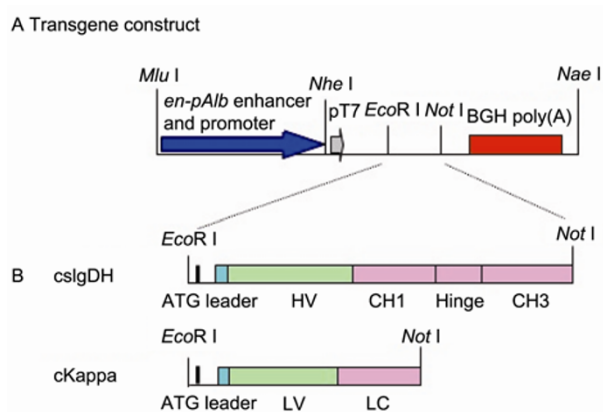 A Transgene construct
Mlu I
Nhe I
Nae I
en-pAlb enhancer
and promoter
pT7 EcoR I Not I BGH poly(A)
EcoR I
Not I
B csIgDH
ATG leader HV CH1 Hinge CH3
EcoR I
Not I
cKappa
ATG leader LV LC